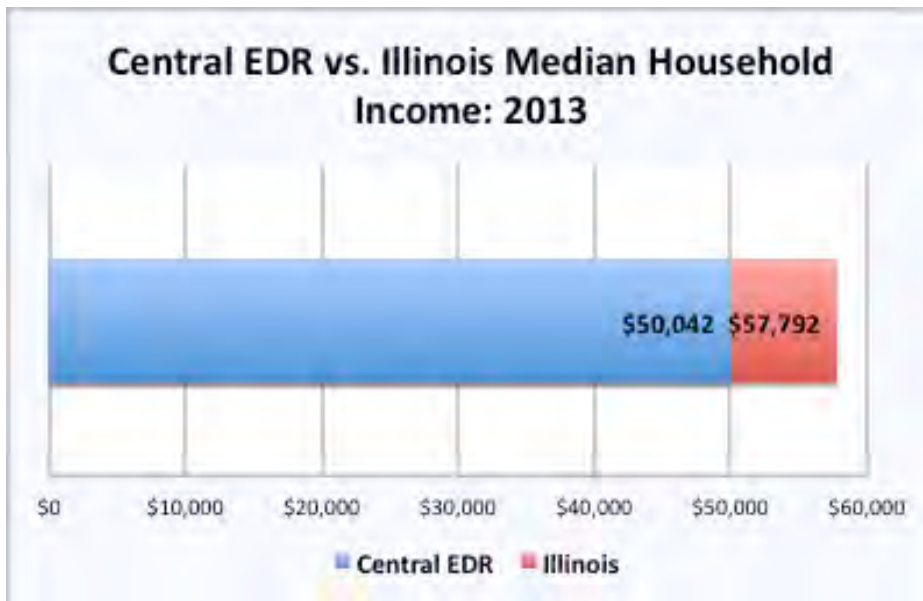 Central EDR vs. Illinois Median Household
Income: 2013
$50,042 $57,792
$0 $10,000 $20,000 $30,000 $40,000 $50,000 $60,000
Central EDR Illinois